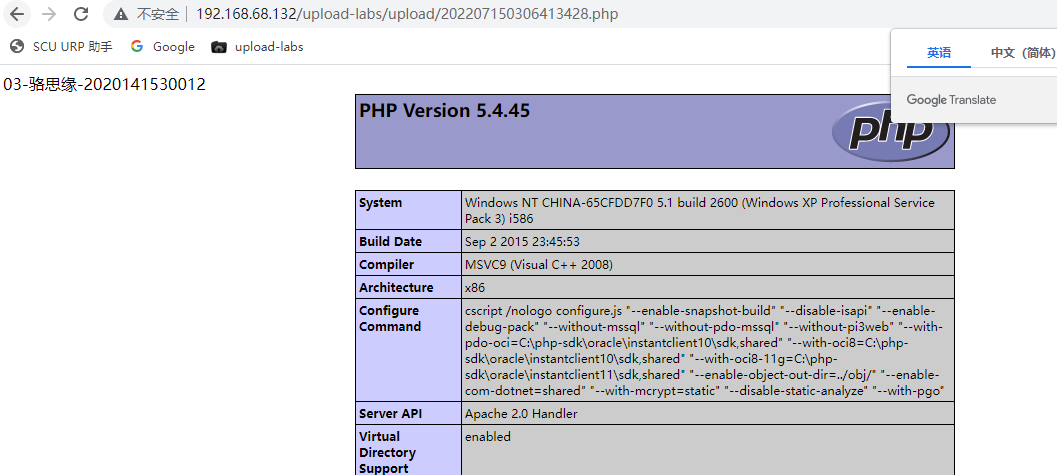 不安全 | 192.168.68.132/upload-labs/upload/202207150306413428.php
SCU URP 助手 Google upload-labs
英语 中文（简体）
Google Translate
03-骆思缘-2020141530012
PHP Version 5.4.45
php
System Windows NT CHINA-65CFDD7F0 5.1 build 2600 (Windows XP Professional Service
Pack 3) i586
Build Date Sep 2 2015 23:45:53
Compiler MSVC9 (Visual C++ 2008)
Architecture x86
Configure cscript /nologo configure.js "--enable-snapshot-build" "--disable-isapi" "--enable-
Command debug-pack" "--without-mssql" "--without-pdo-mssql" "--without-pi3web" "--with-
pdo-oci=C:\php-sdk\oracle\instantclient10\sdk,shared" "--with-oci8=C:\php-
sdk\oracle\instantclient10\sdk,shared" "--with-oci8-11g=C:\php-
sdk\oracle\instantclient11\sdk,shared" "--enable-object-out-dir=../obj/" "--enable-
com-dotnet=shared" "--with-mcrypt=static" "--disable-static-analyze" "--with-pgo"
Server API Apache 2.0 Handler
Virtual enabled
Directory
Support